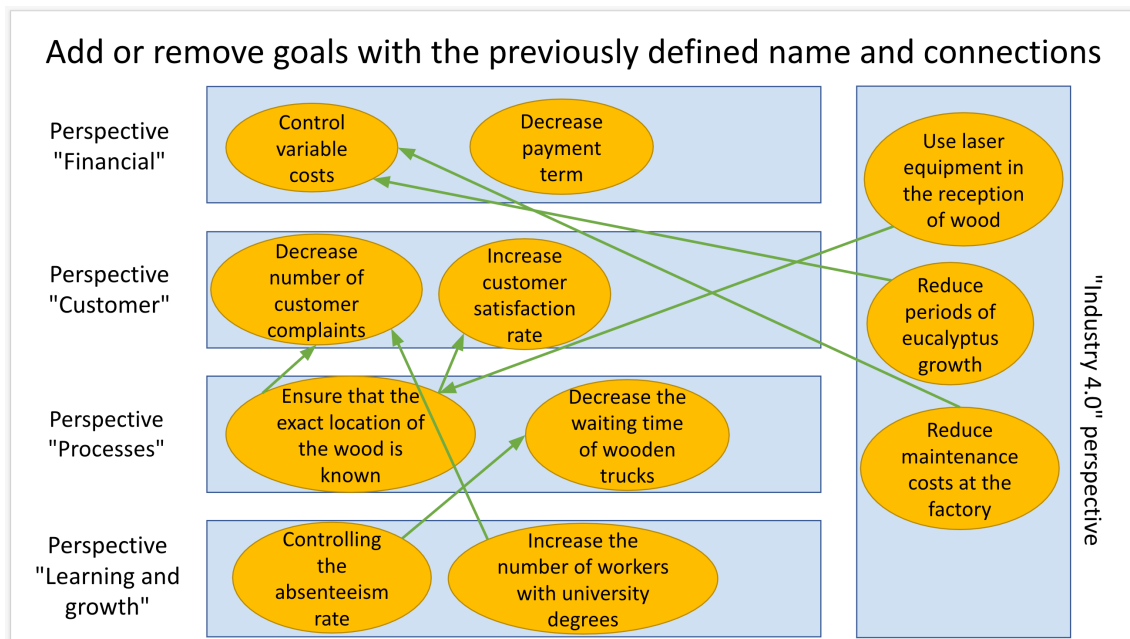 Add or remove goals with the previously defined name and connections
Perspective
"Financial"
Control
variable
costs
Decrease
payment
term
Perspective
"Customer"
Decrease
number of
customer
complaints
Increase
customer
satisfaction
rate
Perspective
"Processes"
Ensure that the
exact location of
the wood is
known
Decrease the
waiting time
of wooden
trucks
Perspective
"Learning and
growth"
Controlling
the
absenteeism
rate
Increase the
number of workers
with university
degrees
Use laser
equipment in
the reception
of wood
Reduce
periods of
eucalyptus
growth
Reduce
maintenance
costs at the
factory
"Industry 4.0" perspective